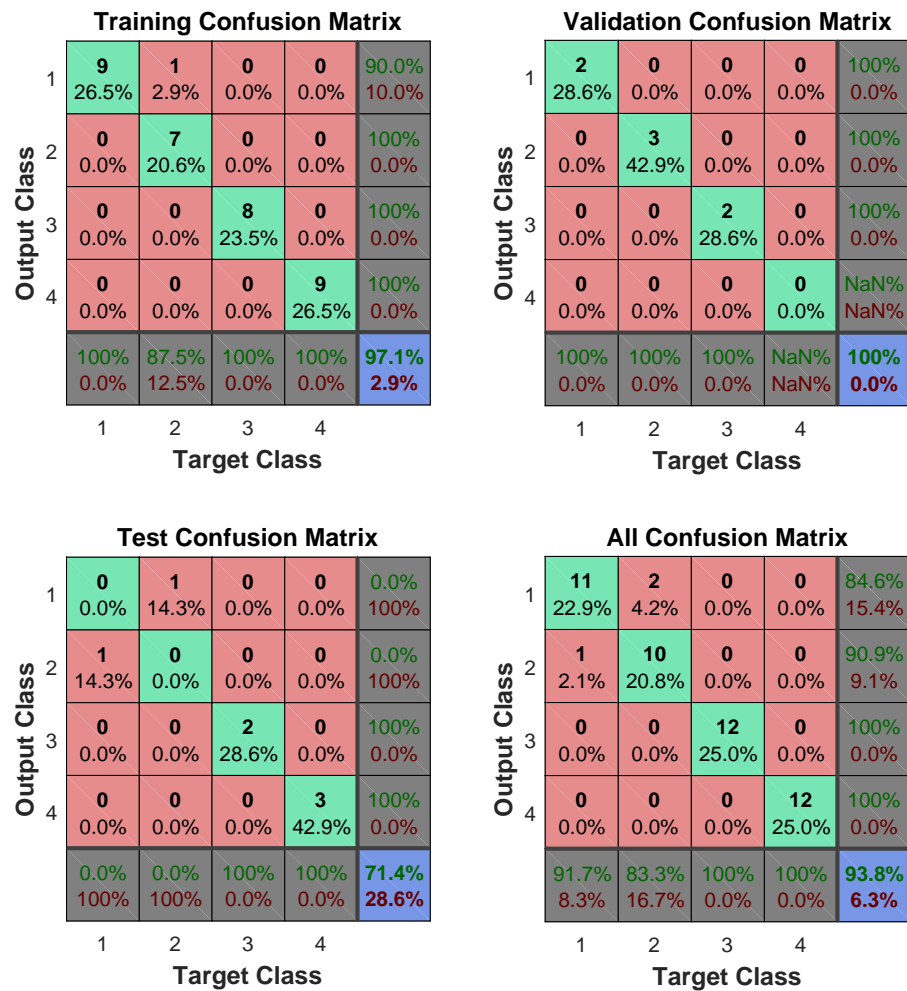 Training Confusion Matrix
9 1 0 0 90.0%
1
26.5% 2.9% 0.0% 0.0% 10.0%
0 7 0 0 100%
2
0.0% 20.6% 0.0% 0.0% 0.0%
0 0 8 0 100%
3
0.0% 0.0% 23.5% 0.0% 0.0%
0 0 0 9 100%
4
0.0% 0.0% 0.0% 26.5% 0.0%
100% 87.5% 100% 100% 97.1%
0.0% 12.5% 0.0% 0.0% 2.9%
1 2 3 4
Target Class
Output Class
Validation Confusion Matrix
2 0 0 0 100%
1
28.6% 0.0% 0.0% 0.0% 0.0%
0 3 0 0 100%
2
0.0% 42.9% 0.0% 0.0% 0.0%
0 0 2 0 100%
3
0.0% 0.0% 28.6% 0.0% 0.0%
0 0 0 0 NaN%
4
0.0% 0.0% 0.0% 0.0% NaN%
100% 100% 100% NaN% 100%
0.0% 0.0% 0.0% NaN% 0.0%
1 2 3 4
Target Class
Output Class
Test Confusion Matrix
0 1 0 0 0.0%
1
0.0% 14.3% 0.0% 0.0% 100%
1 0 0 0 0.0%
2
14.3% 0.0% 0.0% 0.0% 100%
0 0 2 0 100%
3
0.0% 0.0% 28.6% 0.0% 0.0%
0 0 0 3 100%
4
0.0% 0.0% 0.0% 42.9% 0.0%
0.0% 0.0% 100% 100% 71.4%
100% 100% 0.0% 0.0% 28.6%
1 2 3 4
Target Class
Output Class
All Confusion Matrix
11 2 0 0 84.6%
1
22.9% 4.2% 0.0% 0.0% 15.4%
1 10 0 0 90.9%
2
2.1% 20.8% 0.0% 0.0% 9.1%
0 0 12 0 100%
3
0.0% 0.0% 25.0% 0.0% 0.0%
0 0 0 12 100%
4
0.0% 0.0% 0.0% 25.0% 0.0%
91.7% 83.3% 100% 100% 93.8%
8.3% 16.7% 0.0% 0.0% 6.3%
1 2 3 4
Target Class
Output Class